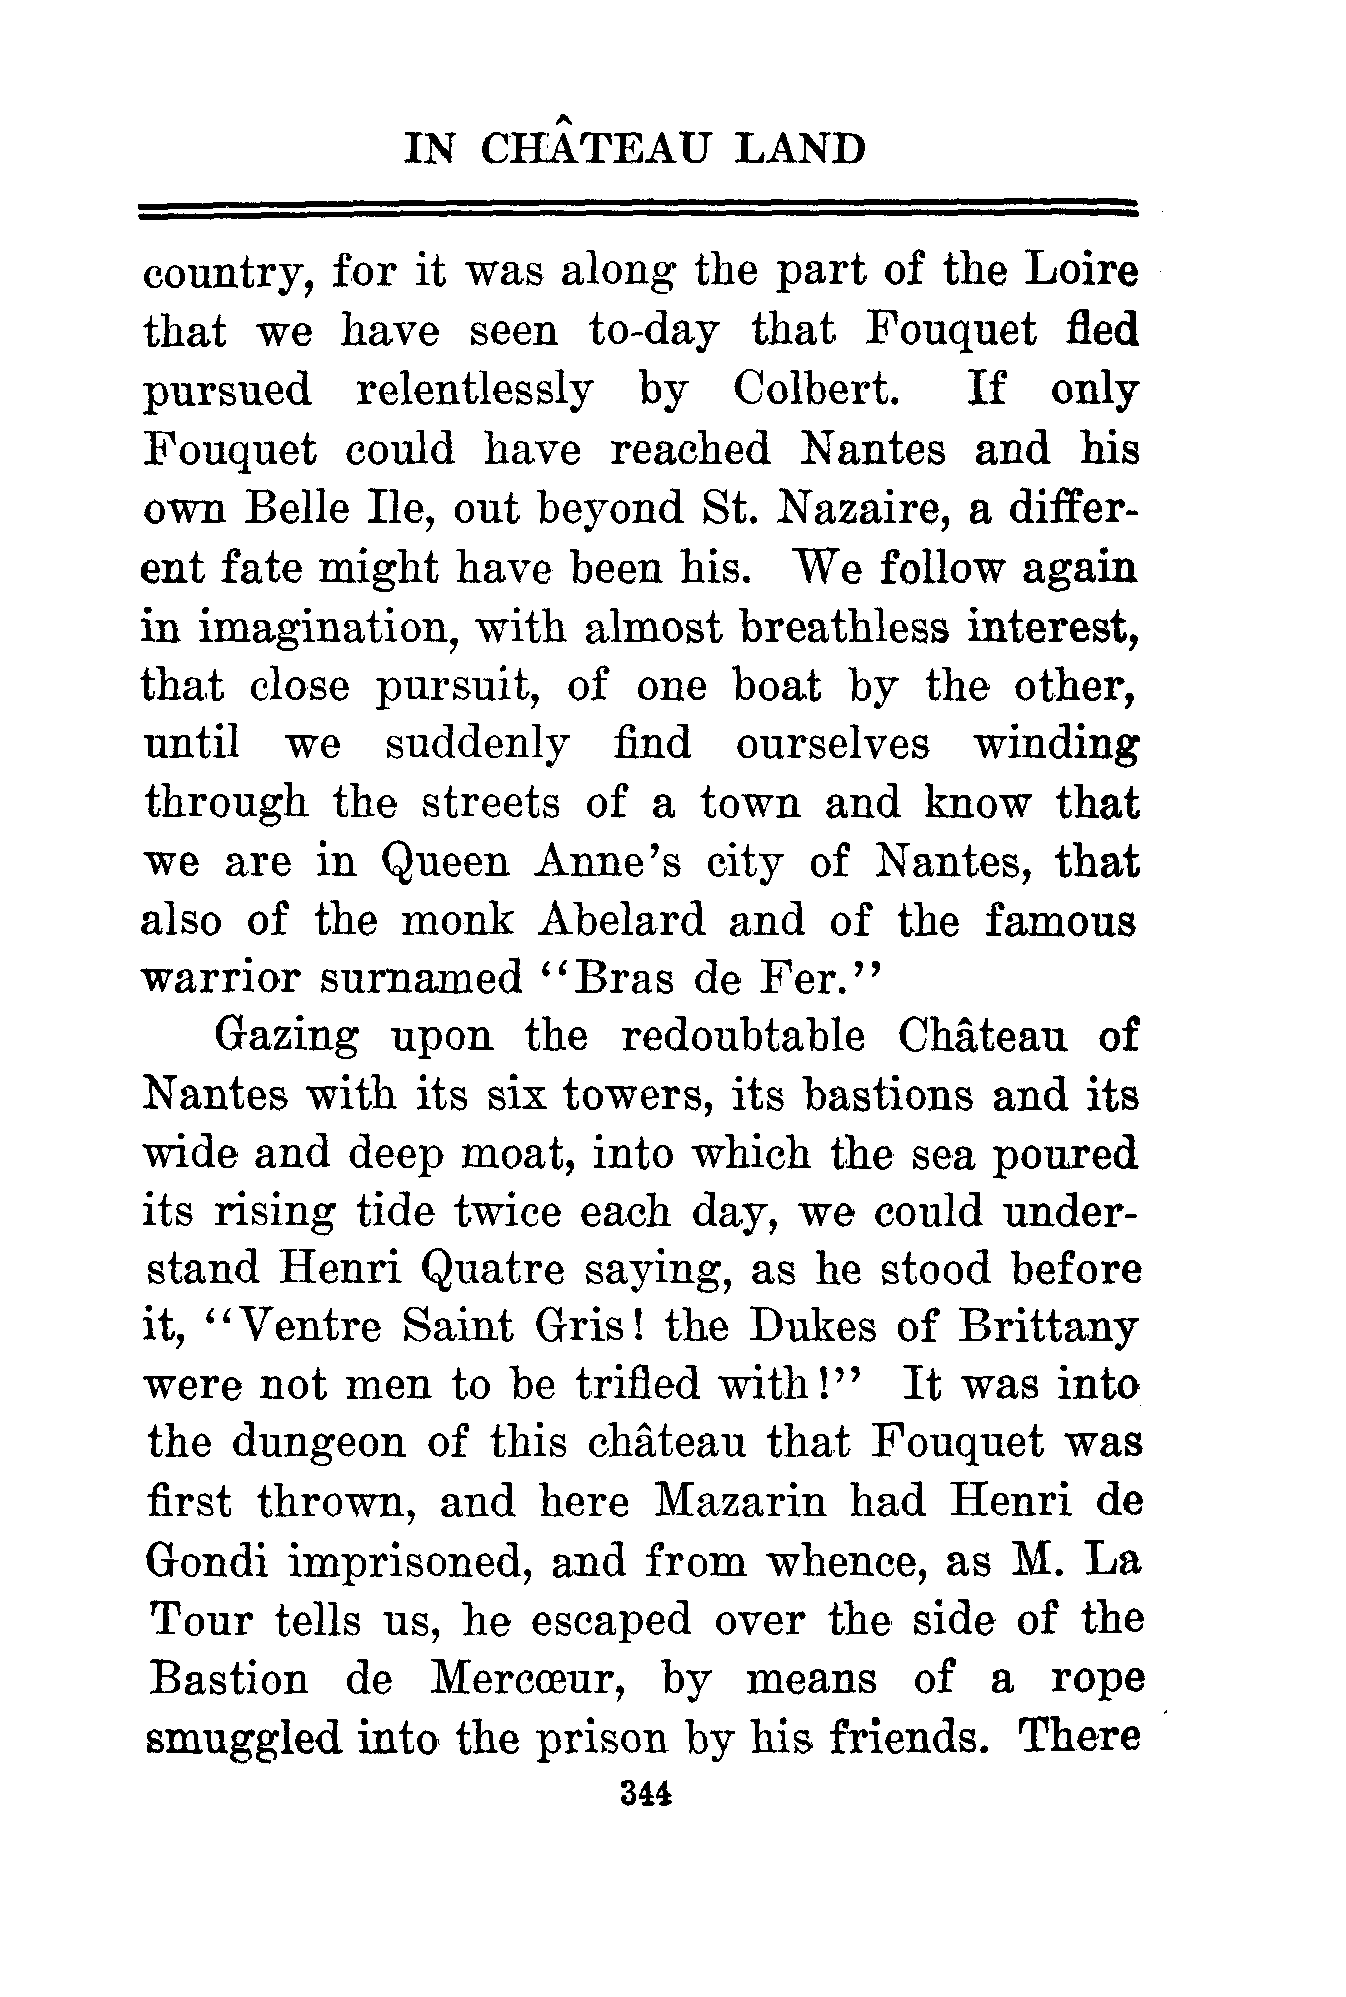 IN CHÂTEAU LAND
country, for it was along the part of the Loire
that we have seen to-day that Fouquet fled
pursued relentlessly by Colbert. If only
Fouquet could have reached Nantes and his
own Belle Ile, out beyond St. Nazaire, a differ-
ent fate might have been his. We follow again
in imagination, with almost breathless interest,
that close pursuit, of one boat by the other,
until we suddenly find ourselves winding
through the streets of a town and know that
we are in Queen Anne's city of Nantes, that
also of the monk Abelard and of the famous
warrior surnamed "Bras de Fer."
Gazing upon the redoubtable Château of
Nantes with its six towers, its bastions and its
wide and deep moat, into which the sea poured
its rising tide twice each day, we could under-
stand Henri Quatre saying, as he stood before
it, "Ventre Saint Gris! the Dukes of Brittany
were not men to be trifled with!" It was into
the dungeon of this château that Fouquet was
first thrown, and here Mazarin had Henri de
Gondi imprisoned, and from whence, as M. La
Tour tells us, he escaped over the side of the
Bastion de Mercœur, by means of a rope
smuggled into the prison by his friends. There
344